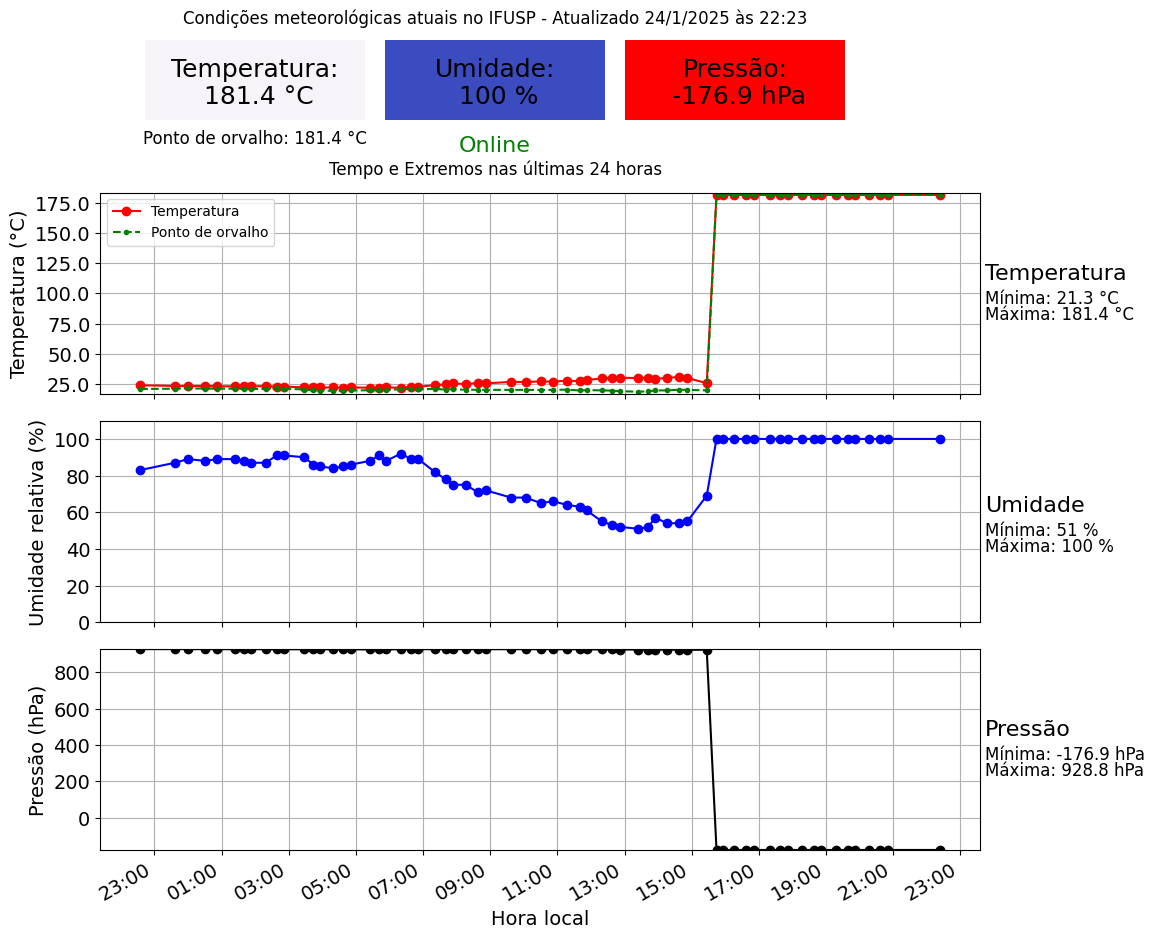 Condições meteorológicas atuais no IFUSP - Atualizado 24/1/2025 às 22:23
Temperatura:
181.4 °C
Umidade:
100 %
Pressão:
-176.9 hPa
Ponto de orvalho: 181.4 °C
Online
Tempo e Extremos nas últimas 24 horas
Temperatura (°C)
175.0
150.0
125.0
100.0
75.0
50.0
25.0
Temperatura
Ponto de orvalho
Temperatura
Mínima: 21.3 °C
Máxima: 181.4 °C
Umidade relativa (%)
100
80
60
40
20
0
Umidade
Mínima: 51 %
Máxima: 100 %
Pressão (hPa)
800
600
400
200
0
Pressão
Mínima: -176.9 hPa
Máxima: 928.8 hPa
23:00 01:00 03:00 05:00 07:00 09:00 11:00 13:00 15:00 17:00 19:00 21:00 23:00
Hora local